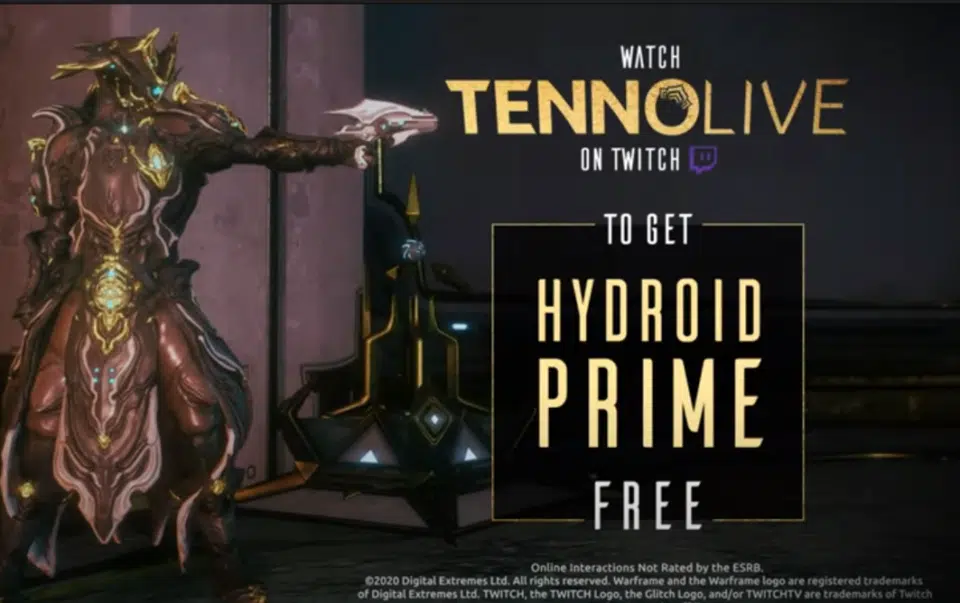 WATCH
TENNOLIVE
ON TWITCH
TO GET
HYDROID
PRIME
FREE
Online Interactions Not Rated by the ESRB.
©2020 Digital Extremes Ltd. All rights reserved. Warframe and the Warframe logo are registered trademarks
of Digital Extremes Ltd. TWITCH, the TWITCH Logo, the Glitch Logo, and/or TWITCHTV are trademarks of Twitch